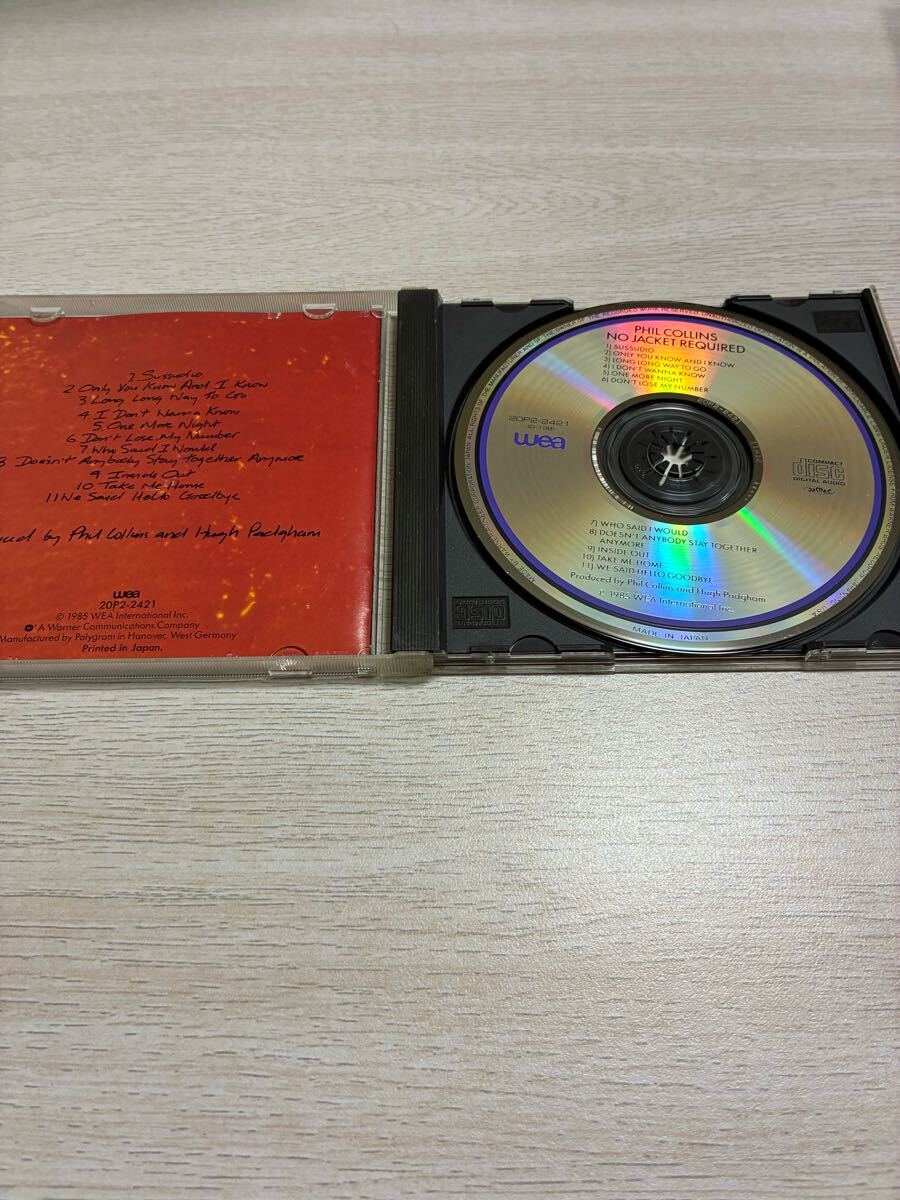 1 Sussudio
2 Only You Know And I Know
3 Long Long Way To Go
4 I Don't Wanna Know
5 One More Night
6 Don't Lose My Number
7 Who Said I Would
8 Doesn't Anybody Stay Together Anymore
9 Inside Out
10 Take Me Home
11 We Said Hello Goodbye
uced by Phil Collins and Hugh Padgham
wea
20P2-2421
© 1985 WEA International Inc.
A Warner Communications Company
Manufactured by Polygram in Hanover, West Germany
Printed in Japan.
PHIL COLLINS
NO JACKET REQUIRED
1) SUSSUDIO
2) ONLY YOU KNOW AND I KNOW
3) LONG LONG WAY TO GO
4) I DON'T WANNA KNOW
5) ONE MORE NIGHT
6) DON'T LOSE MY NUMBER
20P2-2421
wea
COMPACT
disc
DIGITAL AUDIO
7) WHO SAID I WOULD
8) DOESN'T ANYBODY STAY TOGETHER
ANYMORE
9) INSIDE OUT
10) TAKE ME HOME
11) WE SAID HELLO GOODBYE
Produced by Phil Collins and Hugh Padgham
℗ 1985 WEA International Inc.
MADE IN JAPAN